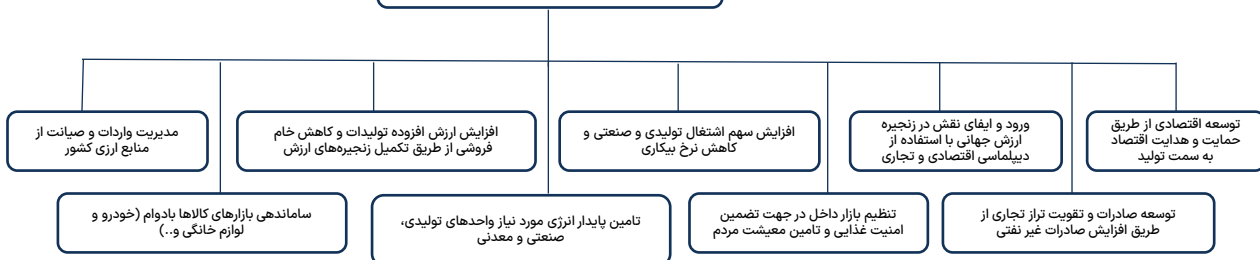 توسعه اقتصادی از طریق
حمایت و هدایت اقتصاد
به سمت تولید
ورود و ایفای نقش در زنجیره
ارزش جهانی با استفاده از
دیپلماسی اقتصادی و تجاری
افزایش سهم اشتغال تولیدی و صنعتی و
کاهش نرخ بیکاری
افزایش ارزش افزوده تولیدات و کاهش خام
فروشی از طریق تکمیل زنجیره‌های ارزش
مدیریت واردات و صیانت از
منابع ارزی کشور
توسعه صادرات و تقویت تراز تجاری از
طریق افزایش صادرات غیر نفتی
تنظیم بازار داخل در جهت تضمین
امنیت غذایی و تامین معیشت مردم
تامین پایدار انرژی مورد نیاز واحدهای تولیدی،
صنعتی و معدنی
ساماندهی بازارهای کالاها بادوام (خودرو و
لوازم خانگی و..)